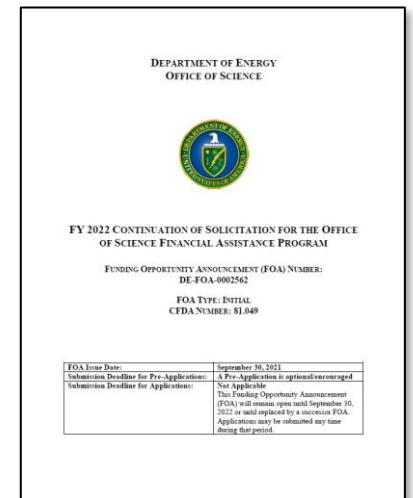 DEPARTMENT OF ENERGY
OFFICE OF SCIENCE
FY 2022 CONTINUATION OF SOLICITATION FOR THE OFFICE
OF SCIENCE FINANCIAL ASSISTANCE PROGRAM
FUNDING OPPORTUNITY ANNOUNCEMENT (FOA) NUMBER:
DE-FOA-0002562
FOA TYPE: INITIAL
CFDA NUMBER: 81.049
FOA Issue Date: September 30, 2021
Submission Deadline for Pre-Applications: A Pre-Application is optional/encouraged
Submission Deadline for Applications: Not Applicable
This Funding Opportunity Announcement
(FOA) will remain open until September 30,
2022 or until replaced by a successor FOA.
Applications may be submitted any time
during that period.